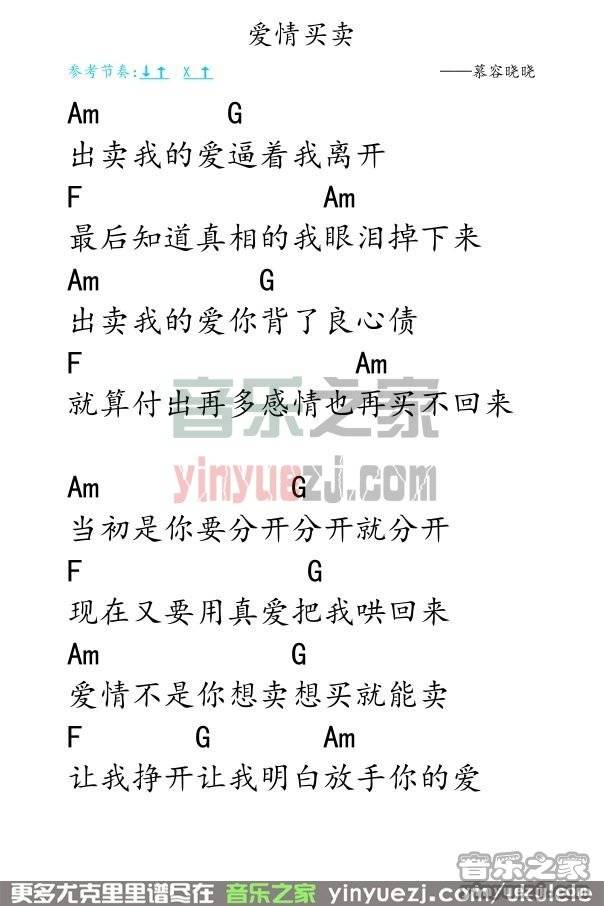 爱情买卖
参考节奏:↓↑ X↑ ——慕容晓晓
Am G
出卖我的爱逼着我离开
F Am
最后知道真相的我眼泪掉下来
Am G
出卖我的爱你背了良心债
F Am
就算付出再多感情也再买不回来
音乐之家
yinyuezj.com
Am G
当初是你要分开分开就分开
F G
现在又要用真爱把我哄回来
Am G
爱情不是你想卖想买就能卖
F G Am
让我挣开让我明白放手你的爱
音乐之家
yinyuezj.com
更多尤克里里谱尽在 音乐之家 yinyuezj.com/ukulele